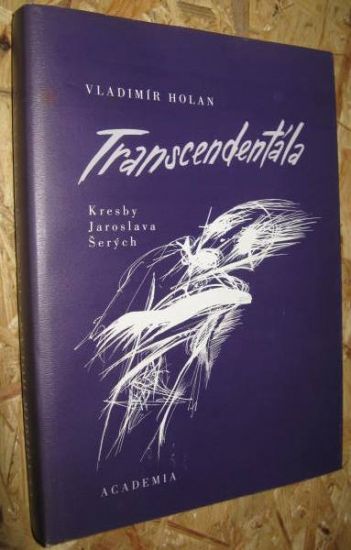 VLADIMÍR HOLAN
Transcendentála
Kresby
Jaroslava
Šerých
ACADEMIA